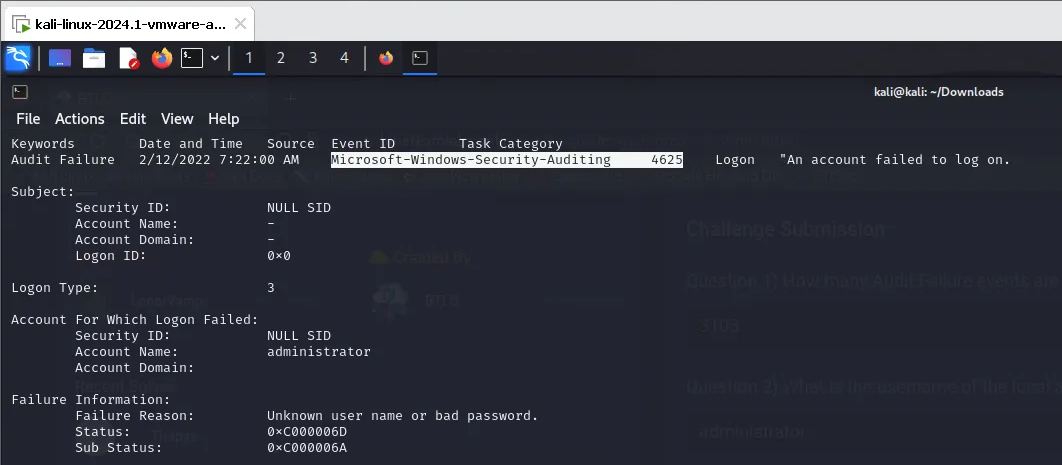 kali-linux-2024.1-vmware-a...
1 2 3 4
kali@kali: ~/Downloads
File Actions Edit View Help
Keywords Date and Time Source Event ID Task Category
Audit Failure 2/12/2022 7:22:00 AM Microsoft-Windows-Security-Auditing 4625 Logon "An account failed to log on.
Subject:
Security ID: NULL SID
Account Name: -
Account Domain: -
Logon ID: 0×0
Challenge Submission
Created By
Question 1) How many Audit Failure events are
Logon Type: 3
BTLO
3103
Account For Which Logon Failed:
Security ID: NULL SID
Account Name: administrator
Account Domain:
Question 2) What is the username of the local
Failure Information:
Failure Reason: Unknown user name or bad password.
Status: 0×C000006D
administrator
Sub Status: 0×C000006A